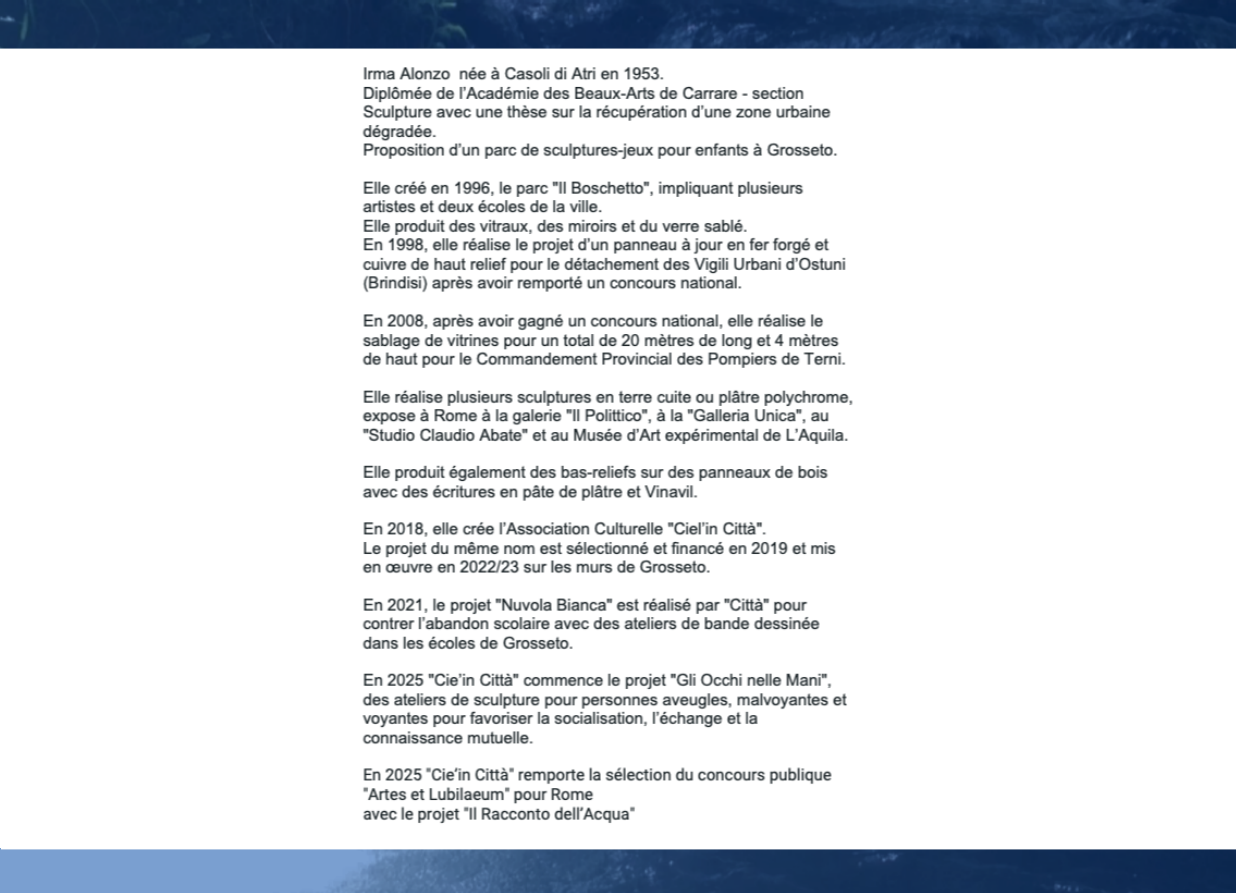 Irma Alonzo  née à Casoli di Atri en 1953.
Diplômée de l'Académie des Beaux-Arts de Carrare - section
Sculpture avec une thèse sur la récupération d'une zone urbaine
dégradée.
Proposition d'un parc de sculptures-jeux pour enfants à Grosseto.
Elle créé en 1996, le parc "Il Boschetto", impliquant plusieurs
artistes et deux écoles de la ville.
Elle produit des vitraux, des miroirs et du verre sablé.
En 1998, elle réalise le projet d'un panneau à jour en fer forgé et
cuivre de haut relief pour le détachement des Vigili Urbani d'Ostuni
(Brindisi) après avoir remporté un concours national.
En 2008, après avoir gagné un concours national, elle réalise le
sablage de vitrines pour un total de 20 mètres de long et 4 mètres
de haut pour le Commandement Provincial des Pompiers de Terni.
Elle réalise plusieurs sculptures en terre cuite ou plâtre polychrome,
expose à Rome à la galerie "Il Polittico", à la "Galleria Unica", au
"Studio Claudio Abate" et au Musée d'Art expérimental de L'Aquila.
Elle produit également des bas-reliefs sur des panneaux de bois
avec des écritures en pâte de plâtre et Vinavil.
En 2018, elle crée l'Association Culturelle "Ciel'in Città".
Le projet du même nom est sélectionné et financé en 2019 et mis
en œuvre en 2022/23 sur les murs de Grosseto.
En 2021, le projet "Nuvola Bianca" est réalisé par "Città" pour
contrer l'abandon scolaire avec des ateliers de bande dessinée
dans les écoles de Grosseto.
En 2025 "Cie'in Città" commence le projet "Gli Occhi nelle Mani",
des ateliers de sculpture pour personnes aveugles, malvoyantes et
voyantes pour favoriser la socialisation, l'échange et la
connaissance mutuelle.
En 2025 "Cie'in Città" remporte la sélection du concours publique
"Artes et Lubilaeum" pour Rome
avec le projet "Il Racconto dell'Acqua"